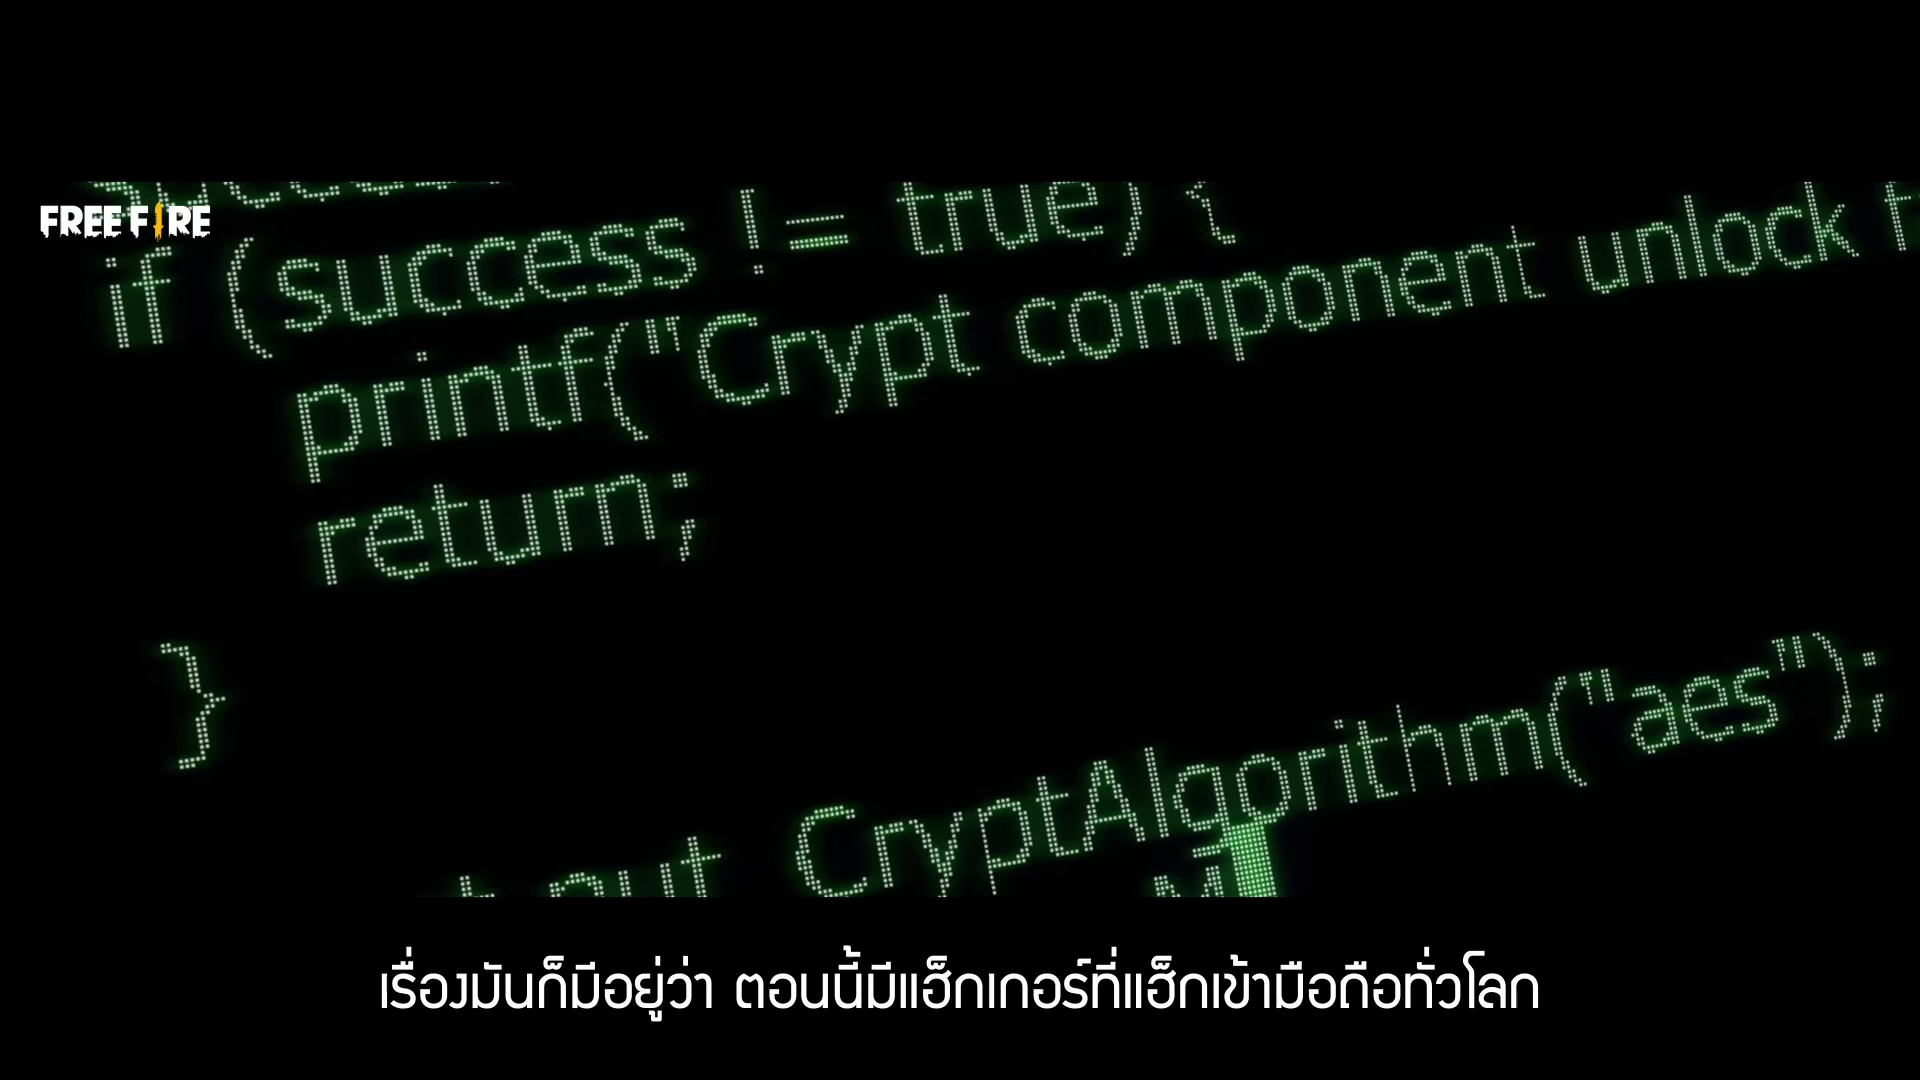 FREE FIRE
if (success != true) {
printf("Crypt component unlock
return;
}
out CryptAlgorithm("aes");
เรื่องมันก็มีอยู่ว่า ตอนนี้มีแฮ็กเกอร์ที่แฮ็กเข้ามือถือทั่วโลก